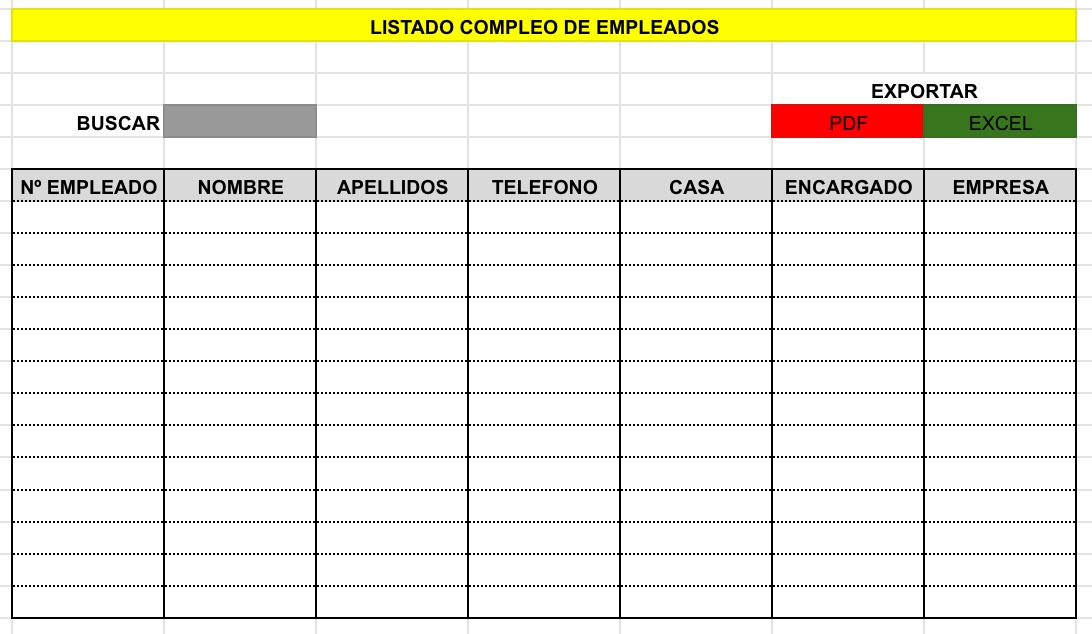 LISTADO COMPLEO DE EMPLEADOS
EXPORTAR
BUSCAR PDF EXCEL
Nº EMPLEADO NOMBRE APELLIDOS TELEFONO CASA ENCARGADO EMPRESA